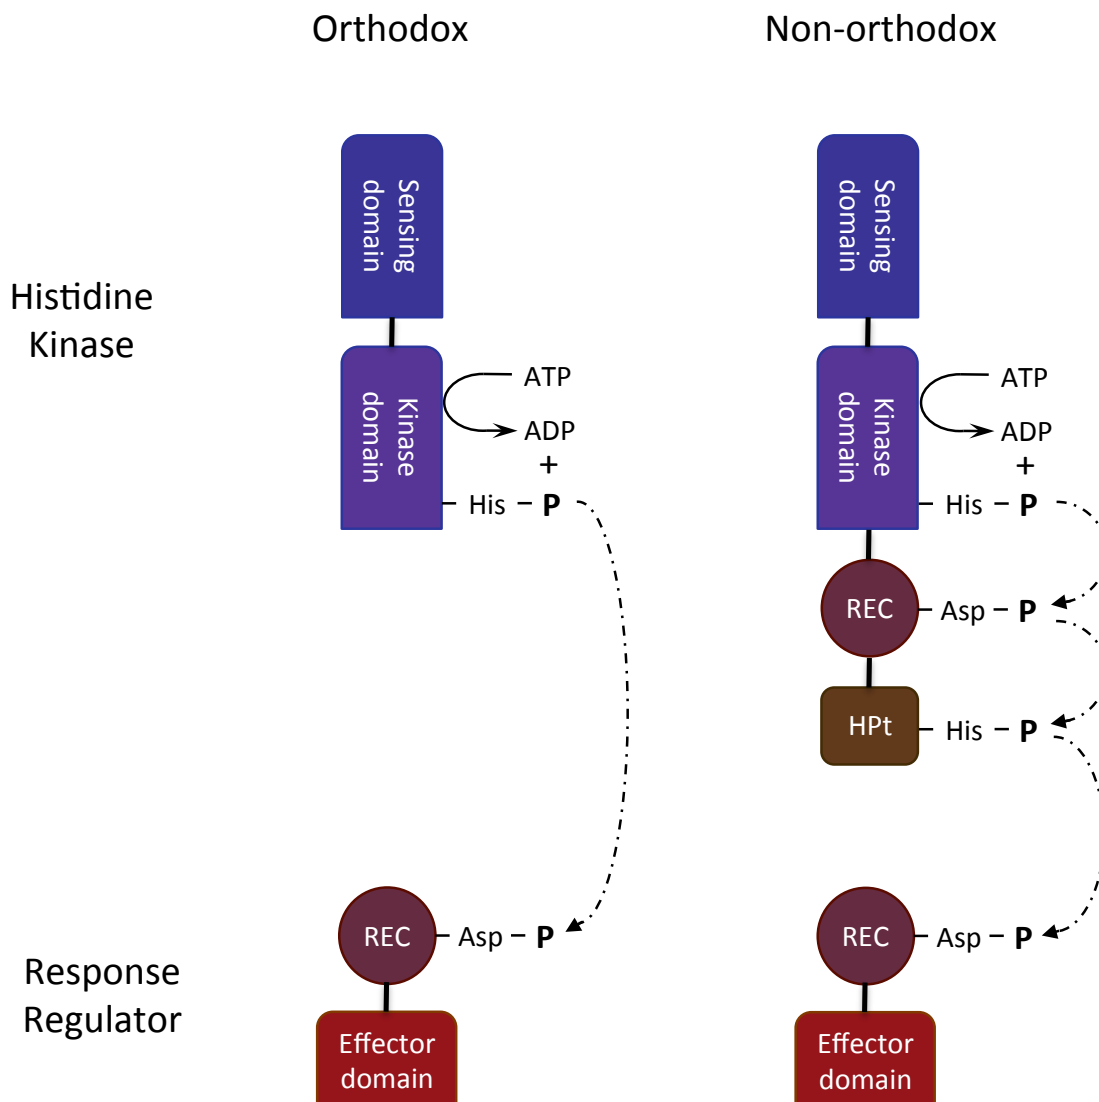 Orthodox
Non-orthodox
Histidine
Kinase
Sensing
domain
Kinase
domain
ATP
ADP
+
– His – P
REC – Asp – P
Effector
domain
Sensing
domain
Kinase
domain
ATP
ADP
+
– His – P
REC – Asp – P
HPt – His – P
REC – Asp – P
Effector
domain
Response
Regulator